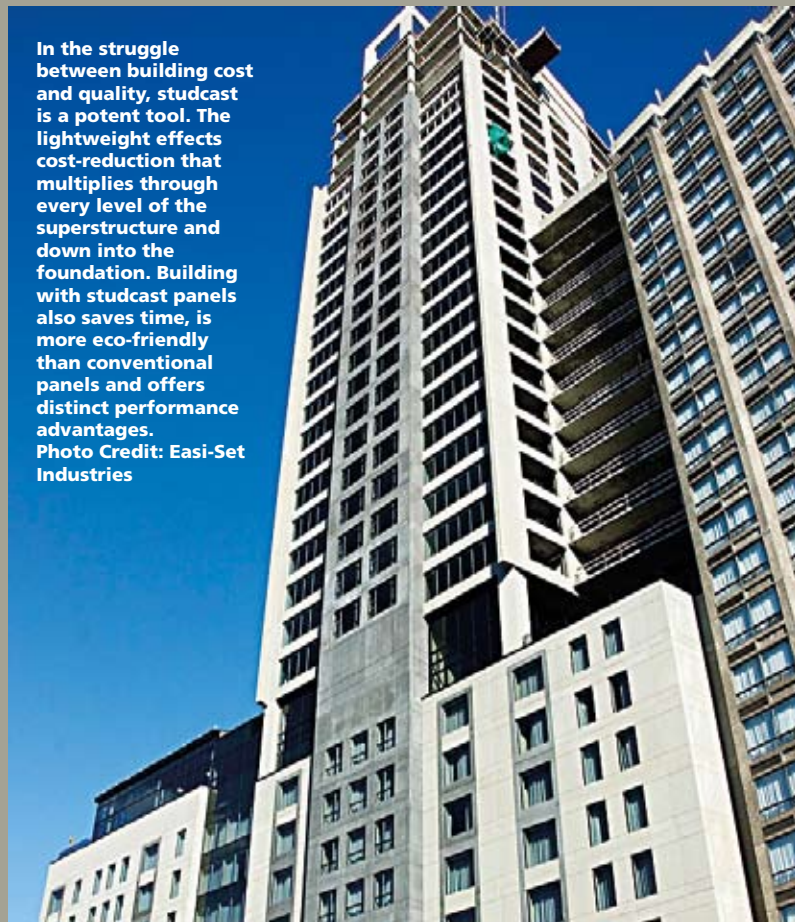 In the struggle
between building cost
and quality, studcast
is a potent tool. The
lightweight effects
cost-reduction that
multiplies through
every level of the
superstructure and
down into the
foundation. Building
with studcast panels
also saves time, is
more eco-friendly
than conventional
panels and offers
distinct performance
advantages.
Photo Credit: Easi-Set
Industries